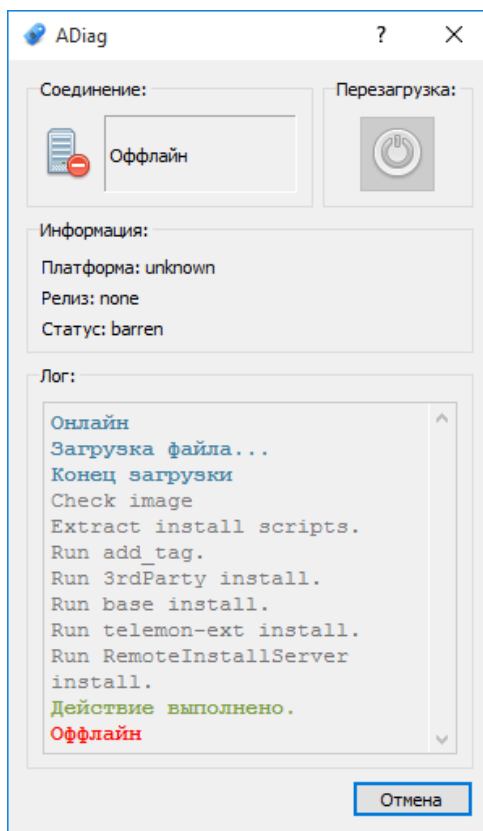 ADiag
?
Соединение:
Перезагрузка:
Оффлайн
Информация:
Платформа: unknown
Релиз: none
Статус: barren
Лог:
Онлайн
Загрузка файла...
Конец загрузки
Check image
Extract install scripts.
Run add_tag.
Run 3rdParty install.
Run base install.
Run telemon-ext install.
Run RemoteInstallServer
install.
Действие выполнено.
Оффлайн
Отмена